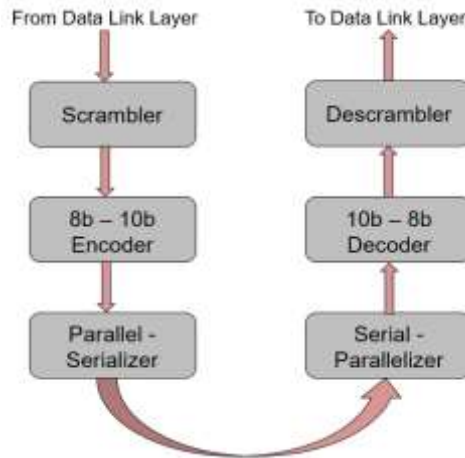 From Data Link Layer
To Data Link Layer
Scrambler
Descrambler
8b – 10b
Encoder
10b – 8b
Decoder
Parallel -
Serializer
Serial -
Parallelizer